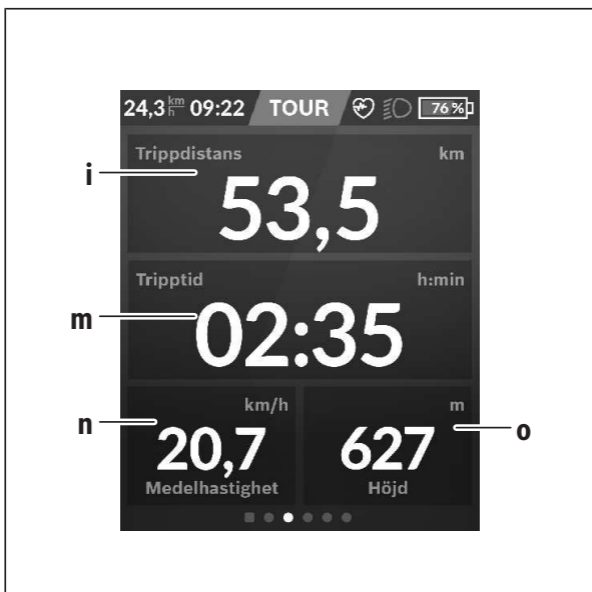 24,3 km/h 09:22 TOUR 76 %
Trippdistans km
i
53,5
Tripptid h:min
m
02:35
km/h m
n
o
20,7 627
Medelhastighet Höjd